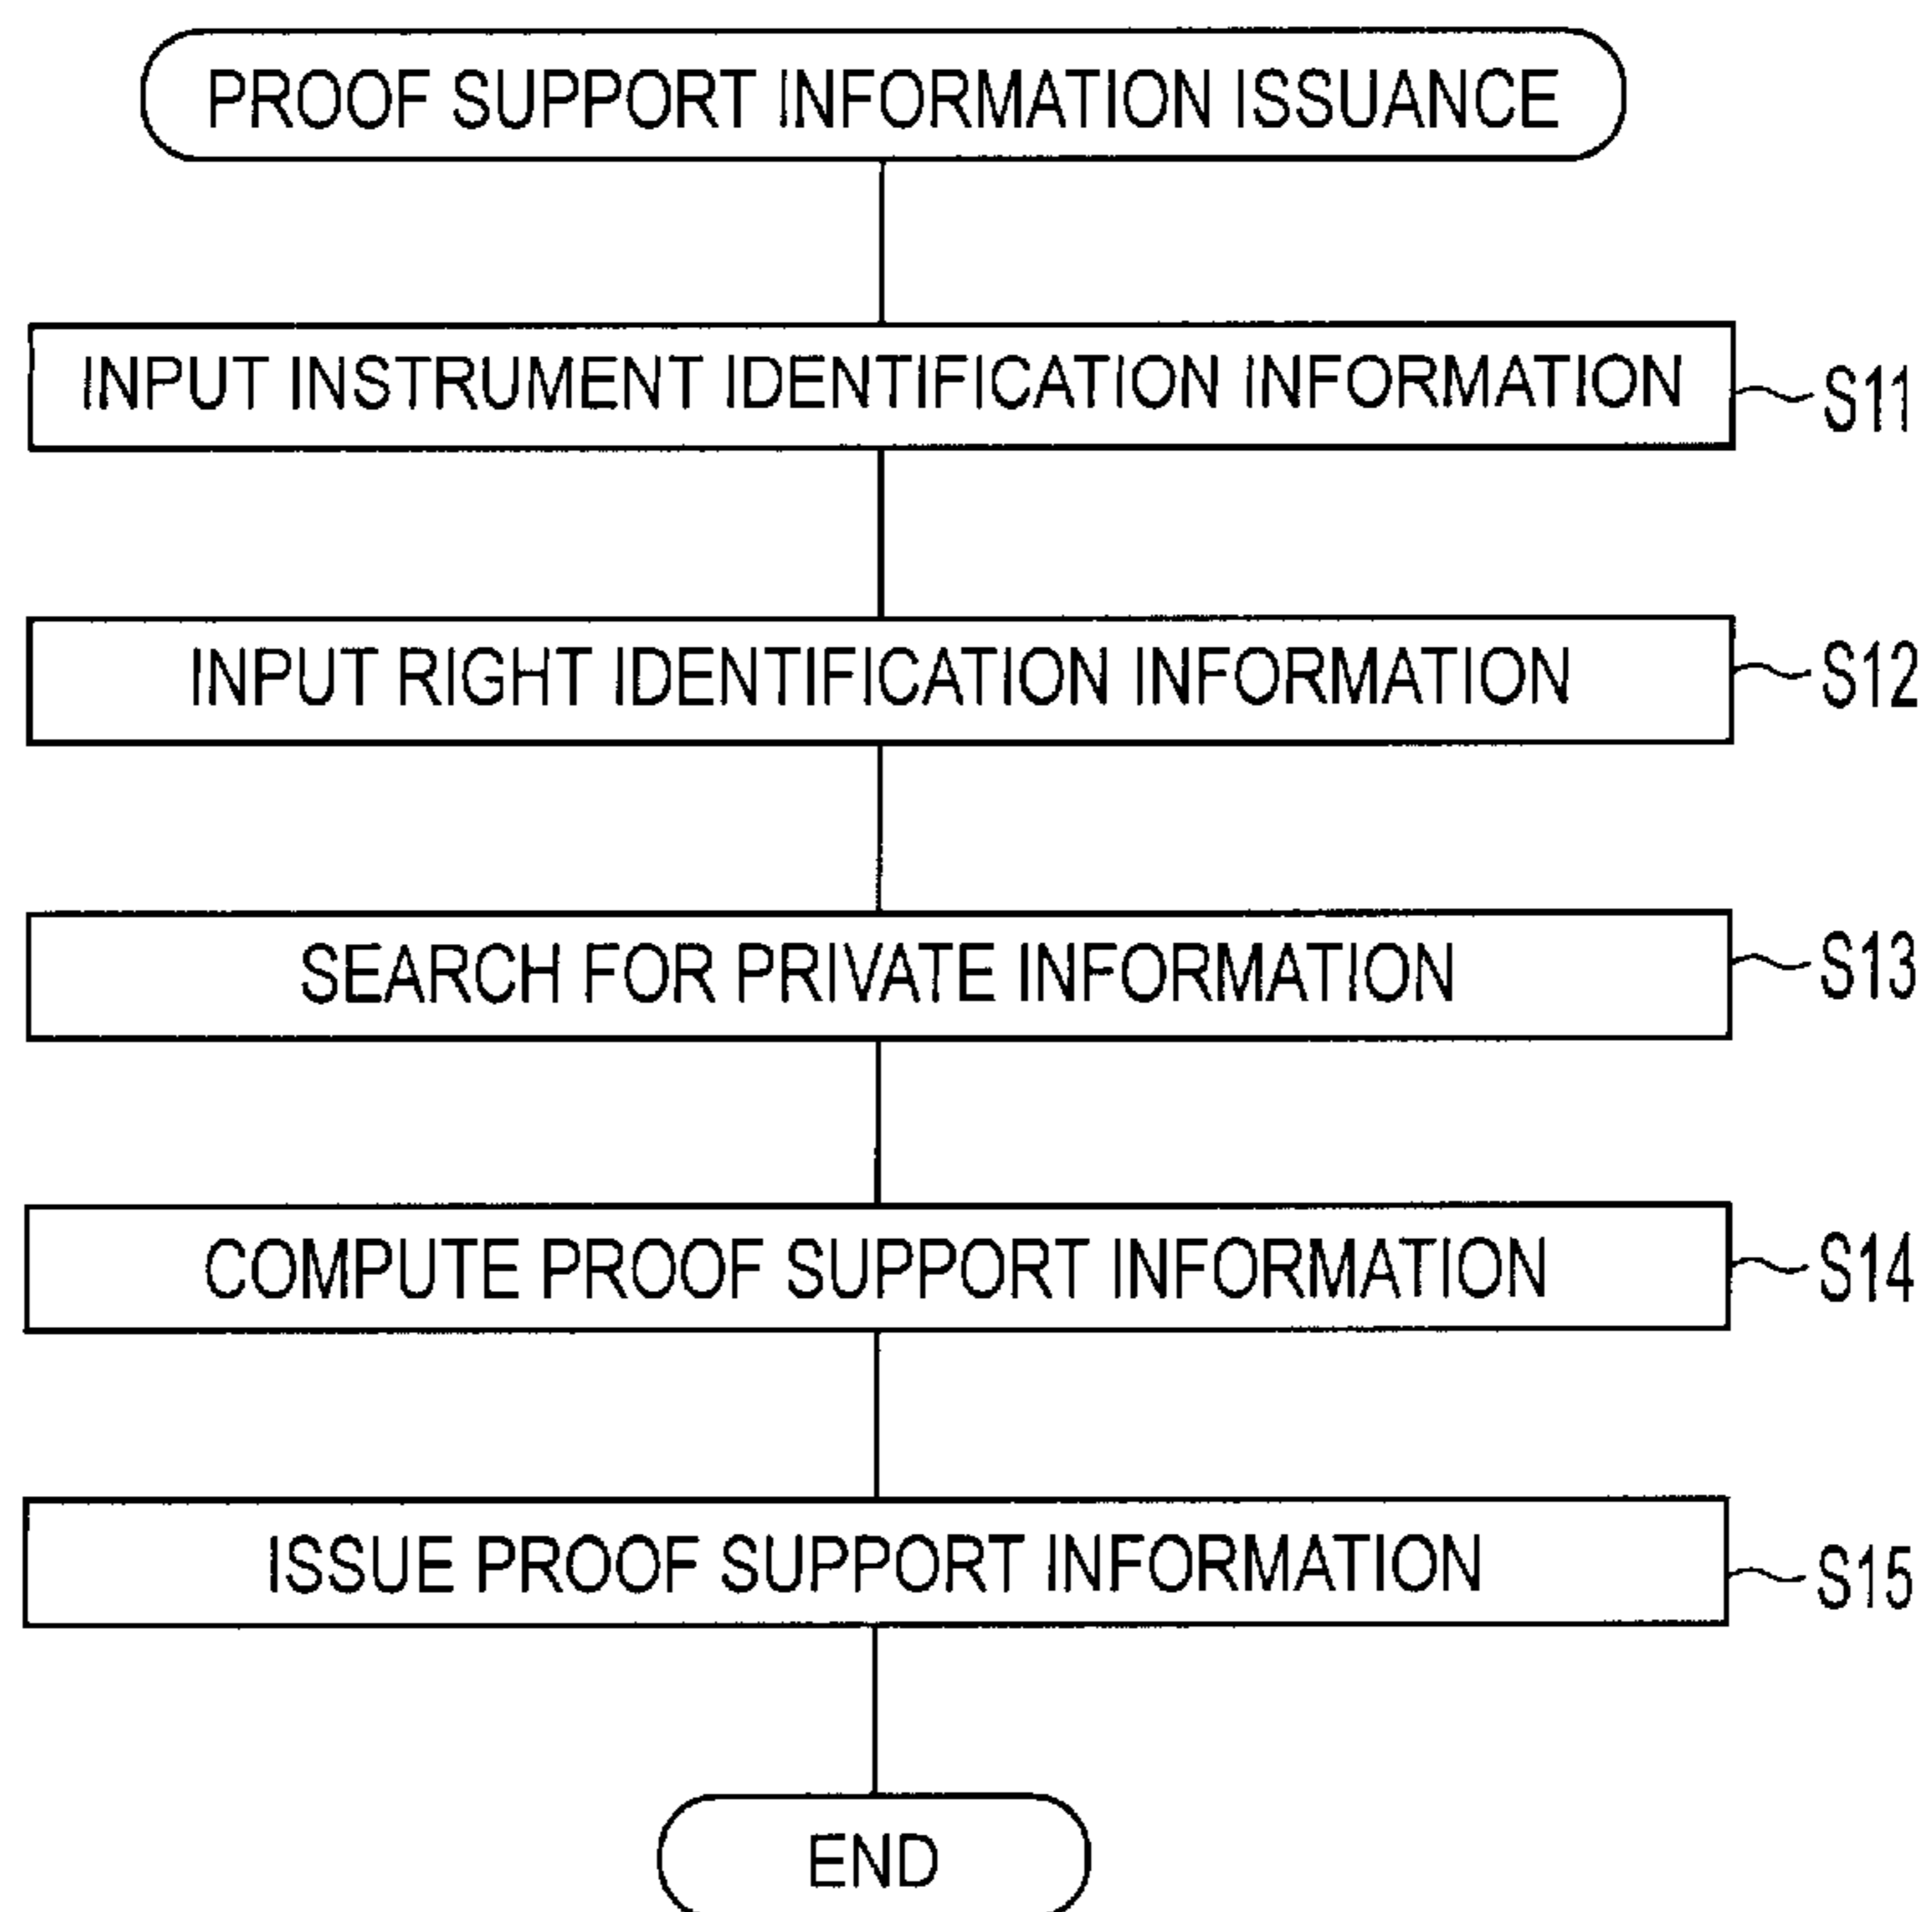 PROOF SUPPORT INFORMATION ISSUANCE
INPUT INSTRUMENT IDENTIFICATION INFORMATION
S11
INPUT RIGHT IDENTIFICATION INFORMATION
S12
SEARCH FOR PRIVATE INFORMATION
S13
COMPUTE PROOF SUPPORT INFORMATION
S14
ISSUE PROOF SUPPORT INFORMATION
S15
END